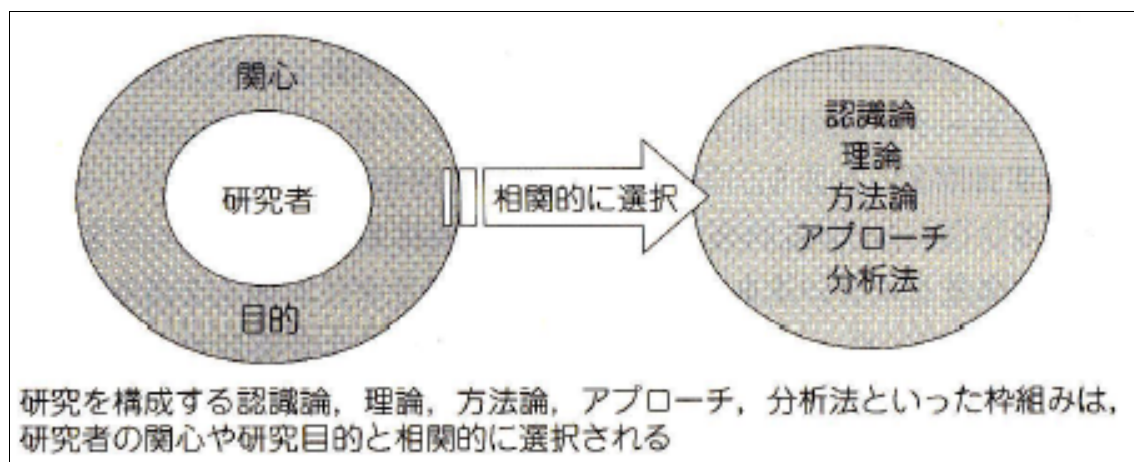 関心
研究者
目的
相関的に選択
認識論
理論
方法論
アプローチ
分析法
研究を構成する認識論，理論，方法論，アプローチ，分析法といった枠組みは，
研究者の関心や研究目的と相関的に選択される